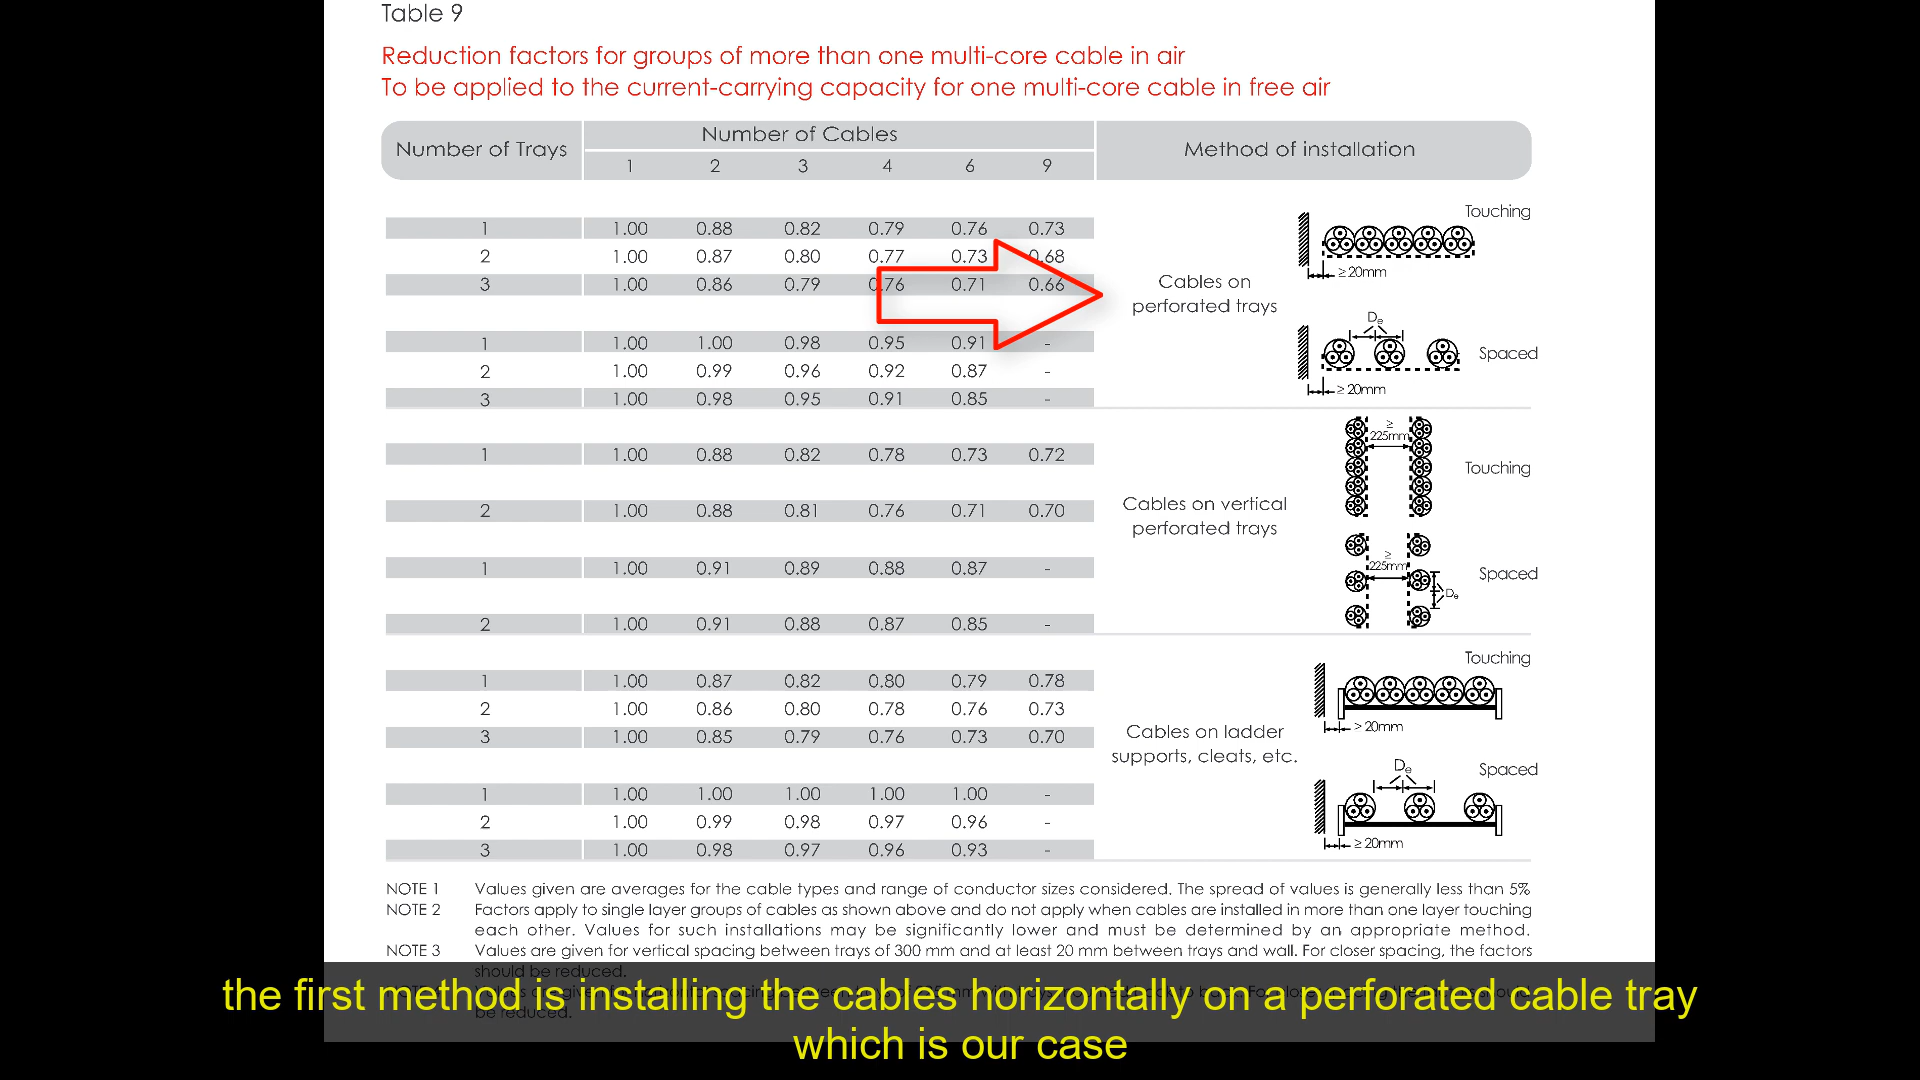 Table 9
Reduction factors for groups of more than one multi-core cable in air
To be applied to the current-carrying capacity for one multi-core cable in free air
Number of Trays
Number of Cables
Method of installation
1 2 3 4 6 9
1 1.00 0.88 0.82 0.79 0.76 0.73
2 1.00 0.87 0.80 0.77 0.73 0.68
3 1.00 0.86 0.79 0.76 0.71 0.66
Cables on
perforated trays
Touching
≥20mm
1 1.00 1.00 0.98 0.95 0.91 -
2 1.00 0.99 0.96 0.92 0.87 -
3 1.00 0.98 0.95 0.91 0.85 -
De
Spaced
≥20mm
1 1.00 0.88 0.82 0.78 0.73 0.72
2 1.00 0.88 0.81 0.76 0.71 0.70
Cables on vertical
perforated trays
≥
225mm
Touching
1 1.00 0.91 0.89 0.88 0.87 -
2 1.00 0.91 0.88 0.87 0.85 -
≥
225mm
De
Spaced
1 1.00 0.87 0.82 0.80 0.79 0.78
2 1.00 0.86 0.80 0.78 0.76 0.73
3 1.00 0.85 0.79 0.76 0.73 0.70
Cables on ladder
supports, cleats, etc.
Touching
>20mm
1 1.00 1.00 1.00 1.00 1.00 -
2 1.00 0.99 0.98 0.97 0.96 -
3 1.00 0.98 0.97 0.96 0.93 -
De
Spaced
≥20mm
NOTE 1 Values given are averages for the cable types and range of conductor sizes considered. The spread of values is generally less than 5%
NOTE 2 Factors apply to single layer groups of cables as shown above and do not apply when cables are installed in more than one layer touching
each other. Values for such installations may be significantly lower and must be determined by an appropriate method.
NOTE 3 Values are given for vertical spacing between trays of 300 mm and at least 20 mm between trays and wall. For closer spacing, the factors
should be reduced.
be reduced.
the first method is installing the cables horizontally on a perforated cable tray
which is our case